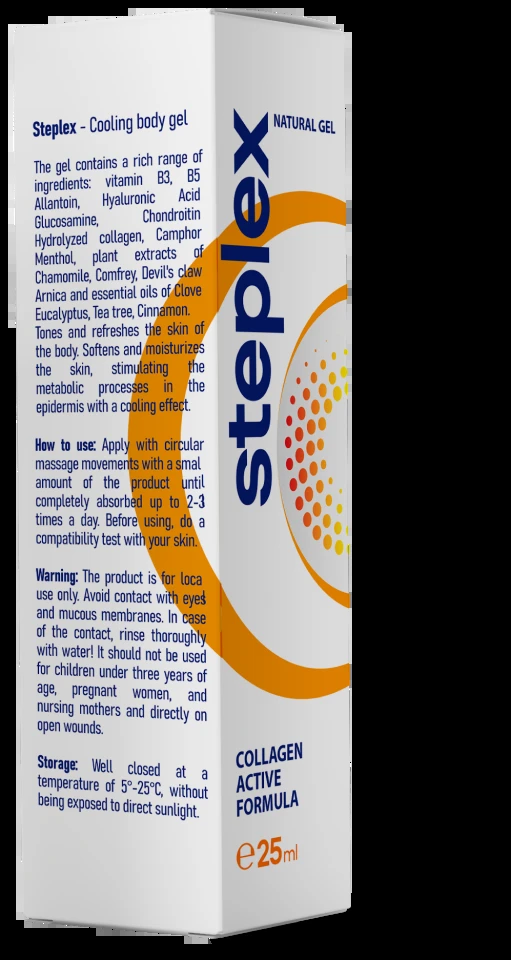 Steplex - Cooling body gel
The gel contains a rich range of
ingredients: vitamin B3, B5
Allantoin, Hyaluronic Acid
Glucosamine, Chondroitin
Hydrolyzed collagen, Camphor
Menthol, plant extracts of
Chamomile, Comfrey, Devil's claw
Arnica and essential oils of Clove
Eucalyptus, Tea tree, Cinnamon.
Tones and refreshes the skin of
the body. Softens and moisturizes
the skin, stimulating the
metabolic processes in the
epidermis with a cooling effect.
How to use: Apply with circular
massage movements with a smal
amount of the product until
completely absorbed up to 2-3
times a day. Before using, do a
compatibility test with your skin.
Warning: The product is for loca
use only. Avoid contact with eyes
and mucous membranes. In case
of the contact, rinse thoroughly
with water! It should not be used
for children under three years of
age, pregnant women, and
nursing mothers and directly on
open wounds.
Storage: Well closed at a
temperature of 5°-25°C, without
being exposed to direct sunlight.
steplex
NATURAL GEL
COLLAGEN
ACTIVE
FORMULA
℮25ml